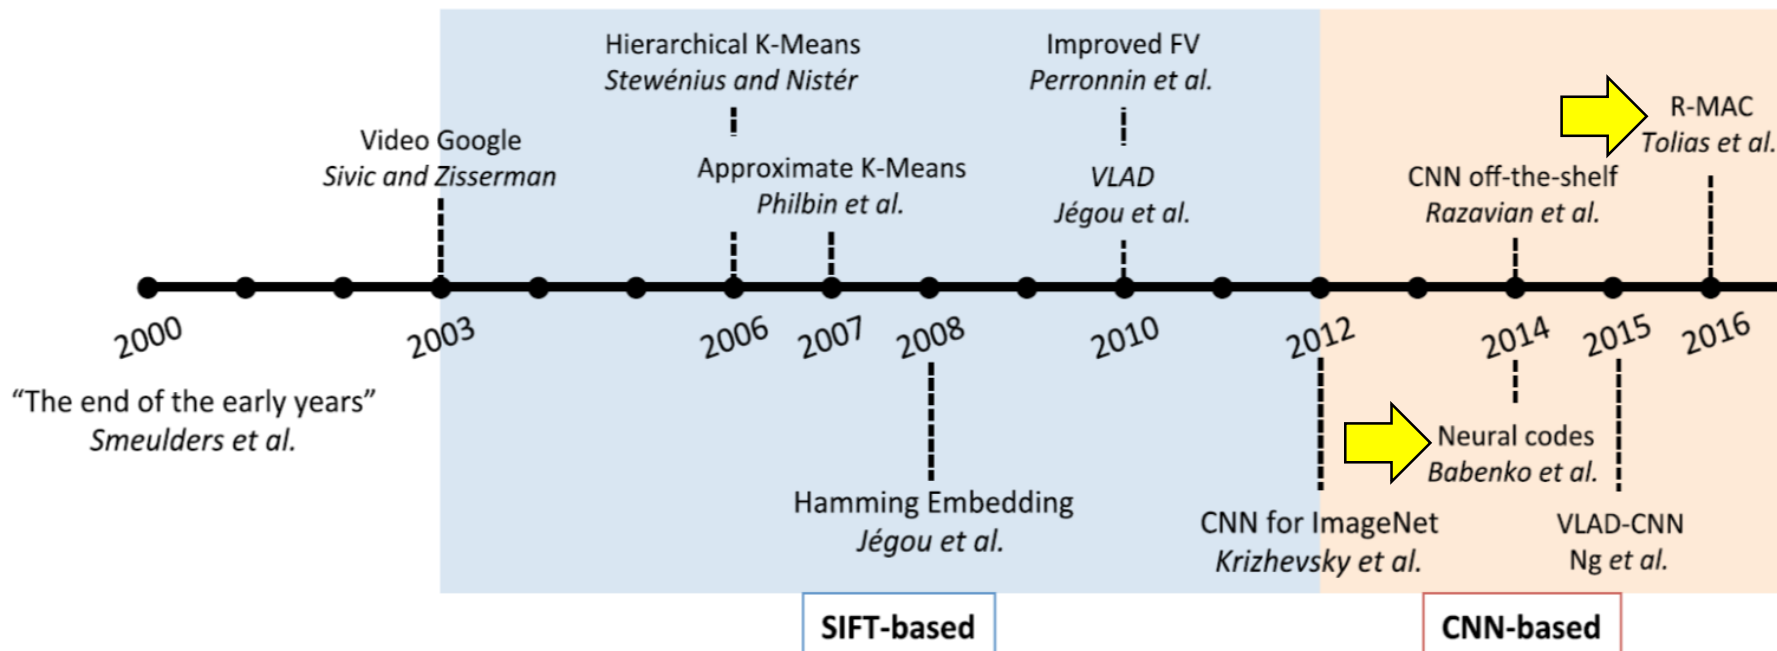 Hierarchical K-Means
Stewénius and Nistér
Improved FV
Perronnin et al.
R-MAC
Tolias et al.
Video Google
Sivic and Zisserman
Approximate K-Means
Philbin et al.
VLAD
Jégou et al.
CNN off-the-shelf
Razavian et al.
2000
2003
2006
2007
2008
2010
2012
2014
2015
2016
“The end of the early years”
Smeulders et al.
Neural codes
Babenko et al.
Hamming Embedding
Jégou et al.
CNN for ImageNet
Krizhevsky et al.
VLAD-CNN
Ng et al.
SIFT-based
CNN-based